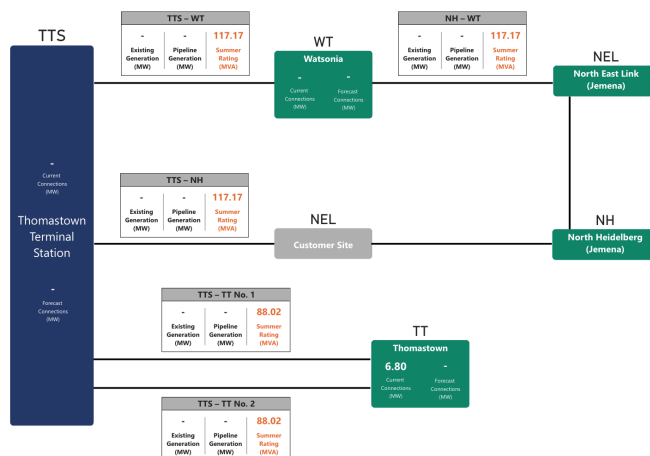 TTS
TTS – WT
- - 117.17
Existing Generation (MW) Pipeline Generation (MW) Summer Rating (MVA)
WT
Watsonia
- -
Current Connections (MW) Forecast Connections (MW)
NH – WT
- - 117.17
Existing Generation (MW) Pipeline Generation (MW) Summer Rating (MVA)
NEL
North East Link
(Jemena)
-
Current
Connections
(MW)
Thomastown
Terminal
Station
-
Forecast
Connections
(MW)
TTS – NH
- - 117.17
Existing Generation (MW) Pipeline Generation (MW) Summer Rating (MVA)
NEL
Customer Site
NH
North Heidelberg
(Jemena)
TTS – TT No. 1
- - 88.02
Existing Generation (MW) Pipeline Generation (MW) Summer Rating (MVA)
TT
Thomastown
6.80 -
Current Connections (MW) Forecast Connections (MW)
TTS – TT No. 2
- - 88.02
Existing Generation (MW) Pipeline Generation (MW) Summer Rating (MVA)